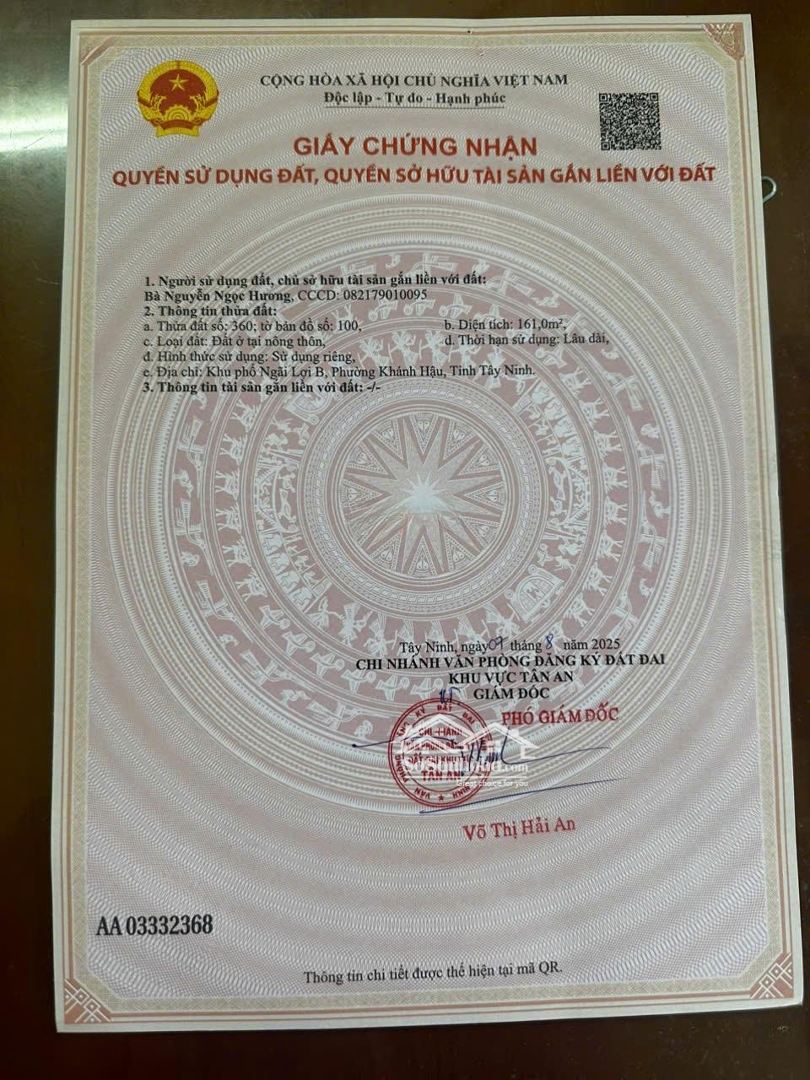 CỘNG HÒA XÃ HỘI CHỦ NGHĨA VIỆT NAM
Độc lập - Tự do - Hạnh phúc
GIẤY CHỨNG NHẬN
QUYỀN SỬ DỤNG ĐẤT, QUYỀN SỞ HỮU TÀI SẢN GẮN LIỀN VỚI ĐẤT
1. Người sử dụng đất, chủ sở hữu tài sản gắn liền với đất:
Bà Nguyễn Ngọc Hương, CCCD: 082179010095
2. Thông tin thửa đất:
a. Thửa đất số: 360; tờ bản đồ số: 100, b. Diện tích: 161,0m²,
c. Loại đất: Đất ở tại nông thôn, d. Thời hạn sử dụng: Lâu dài,
đ. Hình thức sử dụng: Sử dụng riêng,
e. Địa chỉ: Khu phố Ngãi Lợi B, Phường Khánh Hậu, Tỉnh Tây Ninh.
3. Thông tin tài sản gắn liền với đất: -/-
Tây Ninh, ngày 07 tháng 8 năm 2025
CHI NHÁNH VĂN PHÒNG ĐĂNG KÝ ĐẤT ĐAI
KHU VỰC TÂN AN
KT GIÁM ĐỐC
PHÓ GIÁM ĐỐC
CHI NHÁNH
TÂN AN
Võ Thị Hải An
AA 03332368
Thông tin chi tiết được thể hiện tại mã QR.